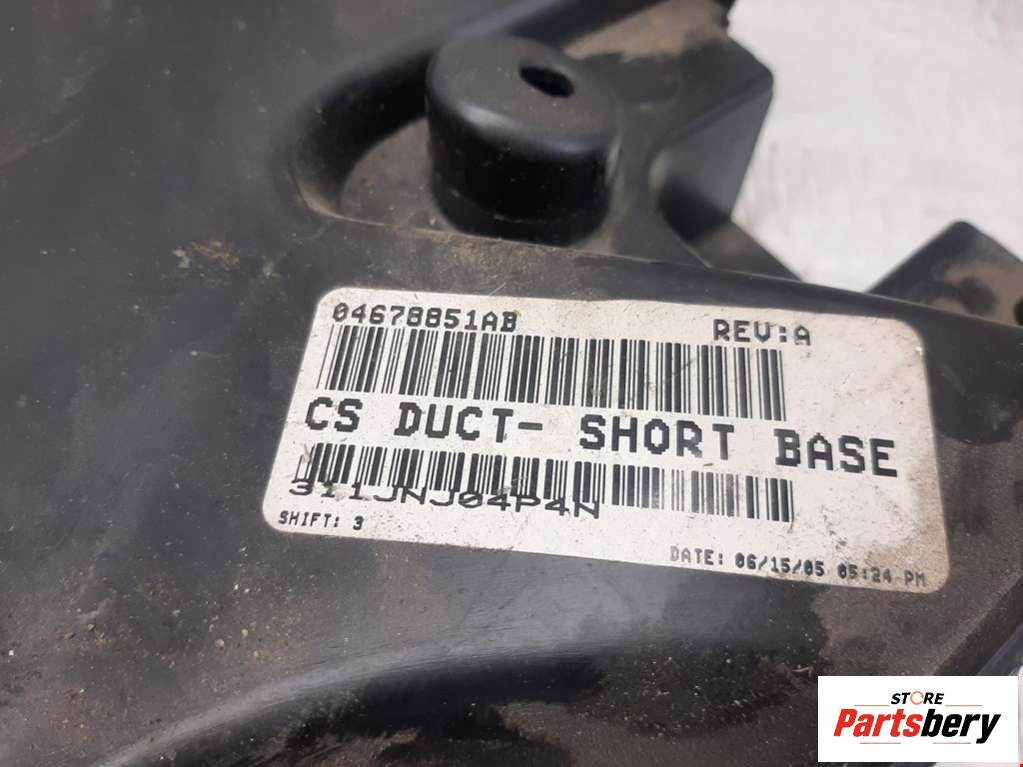 04678851AB REV:A
CS DUCT- SHORT BASE
311JNJ04P4N
SHIFT: 3
DATE: 06/15/05 05:24 PM
STORE
Partsbery